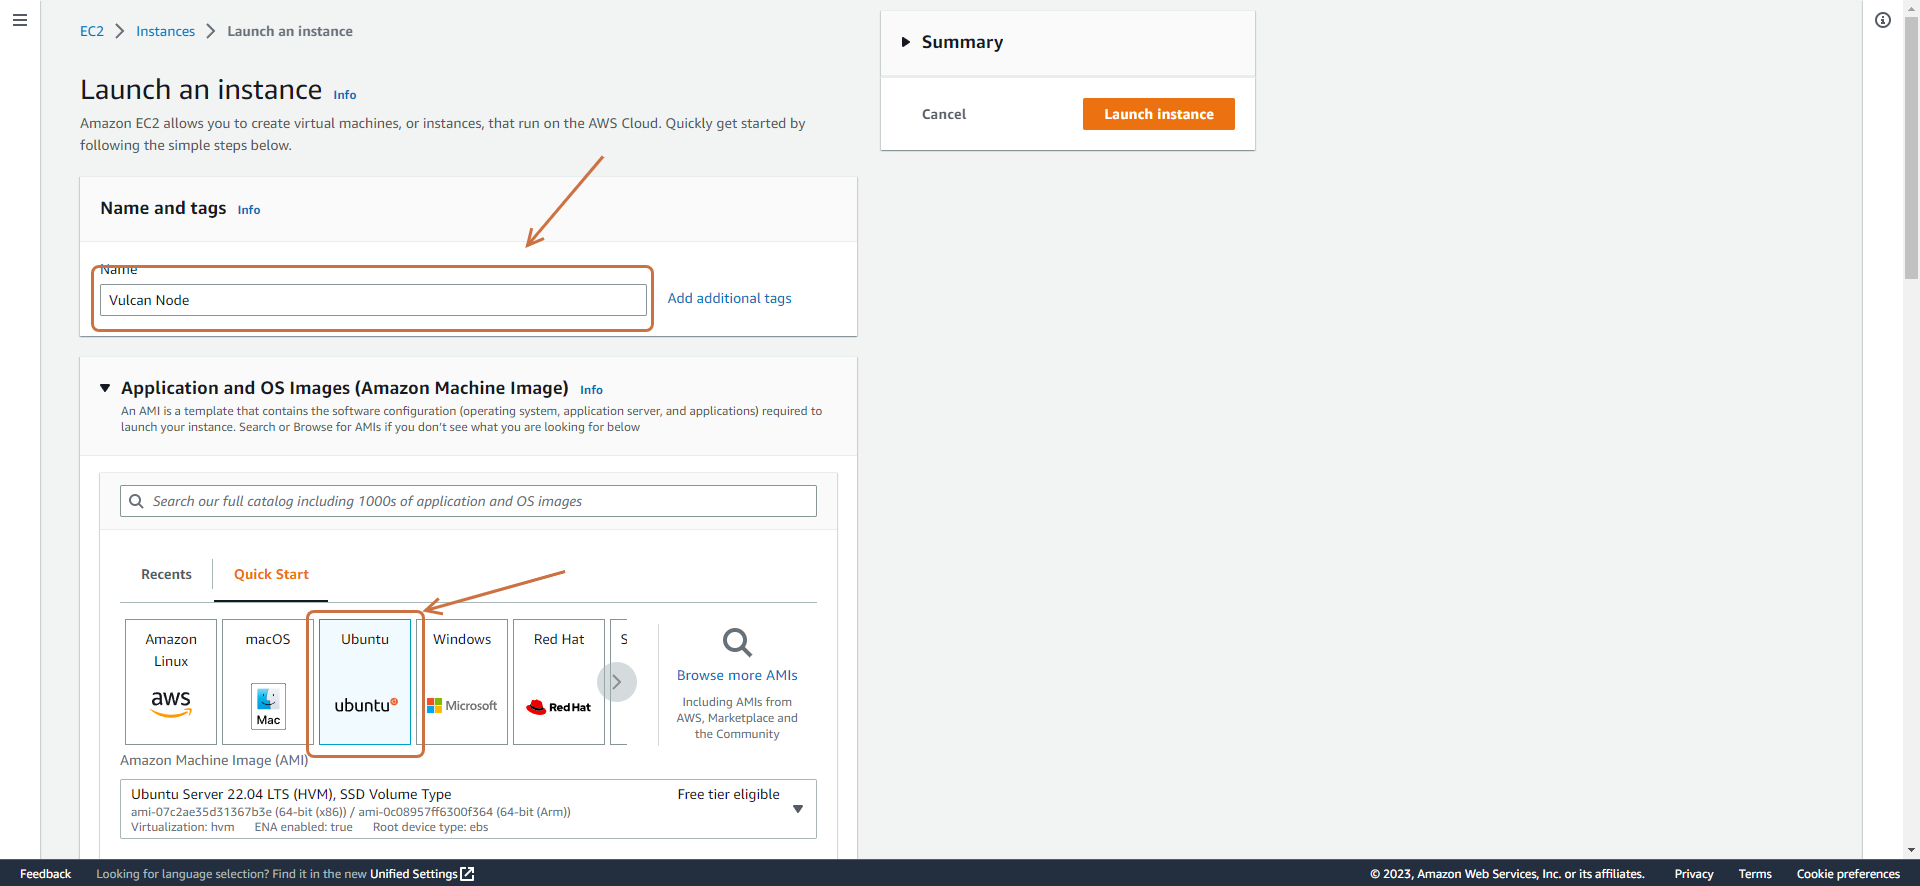 EC2 Instances Launch an instance
Launch an instance Info
Amazon EC2 allows you to create virtual machines, or instances, that run on the AWS Cloud. Quickly get started by
following the simple steps below.
Name and tags Info
Name
Vulcan Node
Add additional tags
Application and OS Images (Amazon Machine Image) Info
An AMI is a template that contains the software configuration (operating system, application server, and applications) required to
launch your instance. Search or Browse for AMIs if you don't see what you are looking for below
Search our full catalog including 1000s of application and OS images
Recents Quick Start
Amazon
Linux
aws
macOS
Mac
Ubuntu
ubuntu
Windows
Microsoft
Red Hat
Red Hat
S
Browse more AMIs
Including AMIs from
AWS, Marketplace and
the Community
Amazon Machine Image (AMI)
Ubuntu Server 22.04 LTS (HVM), SSD Volume Type Free tier eligible
ami-07c2ae35d31367b3e (64-bit (x86)) / ami-0c08957ff6300f364 (64-bit (Arm))
Virtualization: hvm ENA enabled: true Root device type: ebs
Summary
Cancel Launch instance
Feedback Looking for language selection? Find it in the new Unified Settings © 2023, Amazon Web Services, Inc. or its affiliates. Privacy Terms Cookie preferences